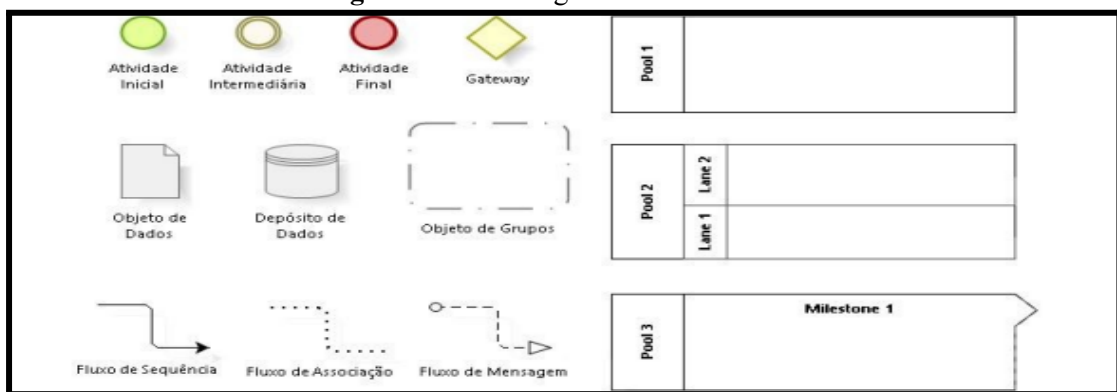 Atividade
Inicial
Atividade
Intermediária
Atividade
Final
Gateway
Pool 1
Objeto de
Dados
Depósito de
Dados
Objeto de Grupos
Pool 2
Lane 2
Lane 1
Fluxo de Sequência
Fluxo de Associação
Fluxo de Mensagem
Pool 3
Milestone 1